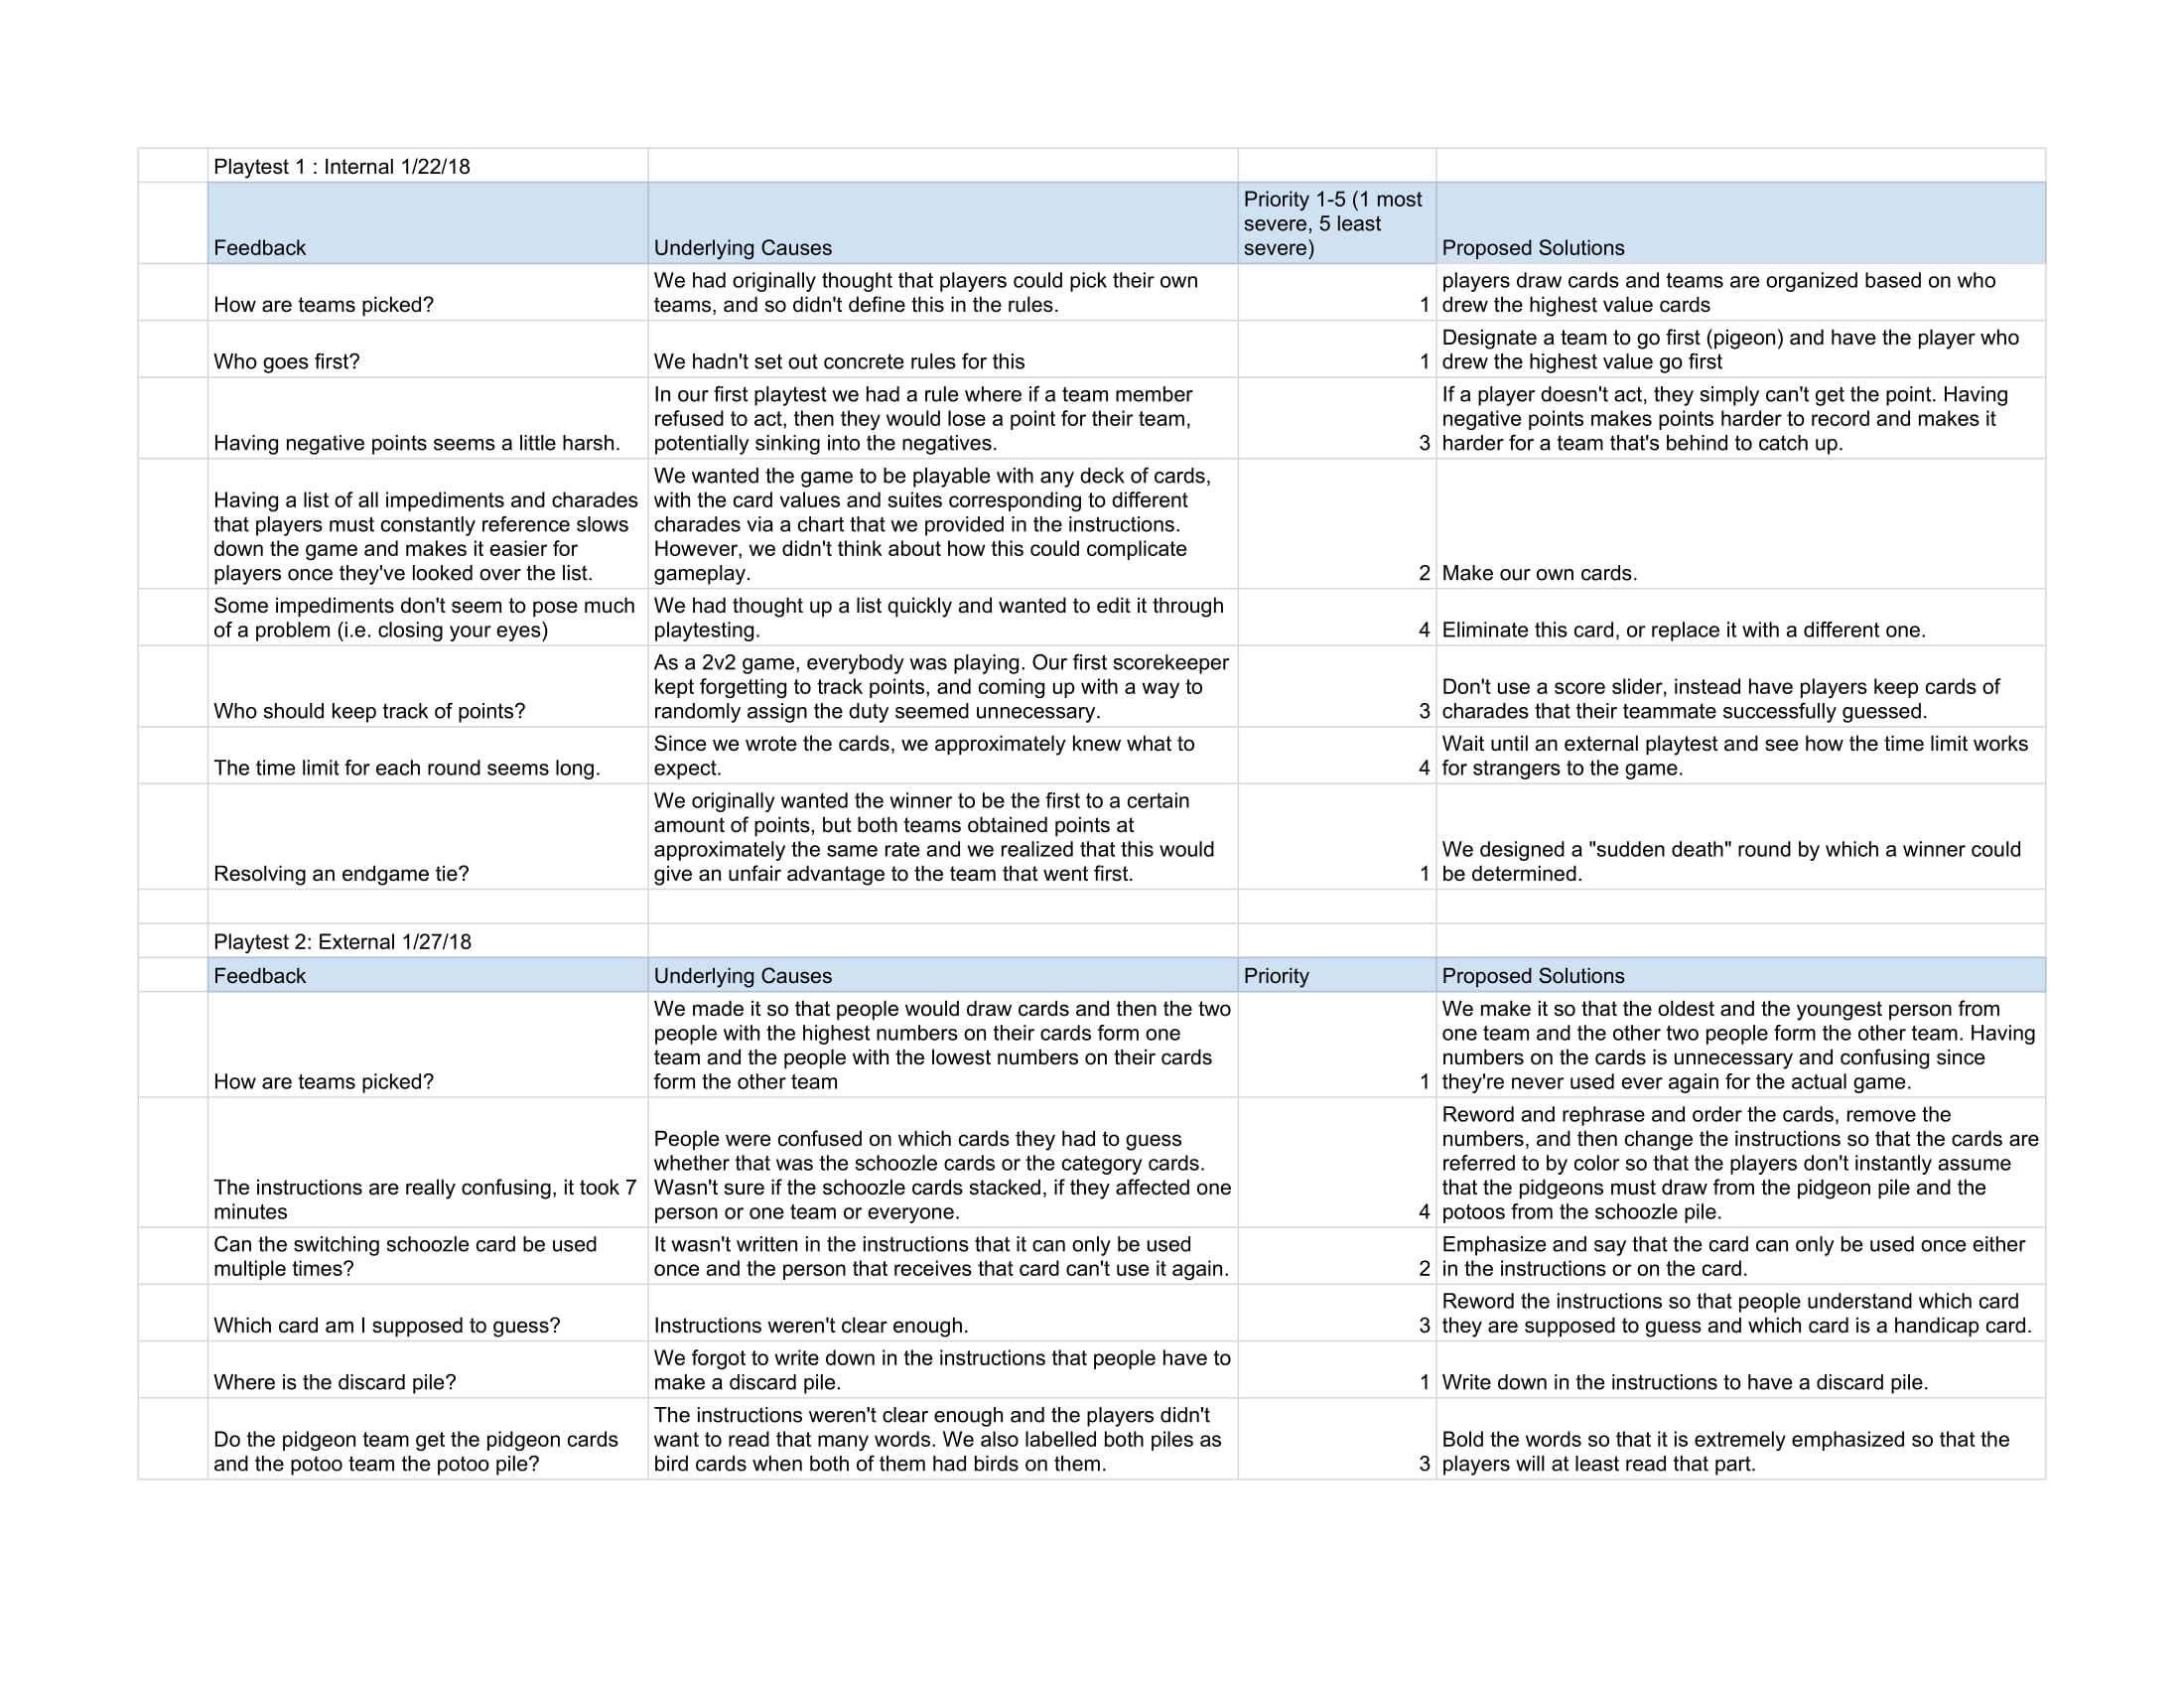 Playtest 1 : Internal 1/22/18
Feedback
Underlying Causes
Priority 1-5 (1 most
severe, 5 least
severe)
Proposed Solutions
How are teams picked?
We had originally thought that players could pick their own
teams, and so didn't define this in the rules.
1
players draw cards and teams are organized based on who
drew the highest value cards
Who goes first?
We hadn't set out concrete rules for this
1
Designate a team to go first (pigeon) and have the player who
drew the highest value go first
Having negative points seems a little harsh.
In our first playtest we had a rule where if a team member
refused to act, then they would lose a point for their team,
potentially sinking into the negatives.
3
If a player doesn't act, they simply can't get the point. Having
negative points makes points harder to record and makes it
harder for a team that's behind to catch up.
Having a list of all impediments and charades
that players must constantly reference slows
down the game and makes it easier for
players once they've looked over the list.
We wanted the game to be playable with any deck of cards,
with the card values and suites corresponding to different
charades via a chart that we provided in the instructions.
However, we didn't think about how this could complicate
gameplay.
2
Make our own cards.
Some impediments don't seem to pose much
of a problem (i.e. closing your eyes)
We had thought up a list quickly and wanted to edit it through
playtesting.
4
Eliminate this card, or replace it with a different one.
Who should keep track of points?
As a 2v2 game, everybody was playing. Our first scorekeeper
kept forgetting to track points, and coming up with a way to
randomly assign the duty seemed unnecessary.
3
Don't use a score slider, instead have players keep cards of
charades that their teammate successfully guessed.
The time limit for each round seems long.
Since we wrote the cards, we approximately knew what to
expect.
4
Wait until an external playtest and see how the time limit works
for strangers to the game.
Resolving an endgame tie?
We originally wanted the winner to be the first to a certain
amount of points, but both teams obtained points at
approximately the same rate and we realized that this would
give an unfair advantage to the team that went first.
1
We designed a "sudden death" round by which a winner could
be determined.
Playtest 2: External 1/27/18
Feedback
Underlying Causes
Priority
Proposed Solutions
How are teams picked?
We made it so that people would draw cards and then the two
people with the highest numbers on their cards form one
team and the people with the lowest numbers on their cards
form the other team
1
We make it so that the oldest and the youngest person from
one team and the other two people form the other team. Having
numbers on the cards is unnecessary and confusing since
they're never used ever again for the actual game.
The instructions are really confusing, it took 7
minutes
People were confused on which cards they had to guess
whether that was the schoozle cards or the category cards.
Wasn't sure if the schoozle cards stacked, if they affected one
person or one team or everyone.
4
Reword and rephrase and order the cards, remove the
numbers, and then change the instructions so that the cards are
referred to by color so that the players don't instantly assume
that the pidgeons must draw from the pidgeon pile and the
potoos from the schoozle pile.
Can the switching schoozle card be used
multiple times?
It wasn't written in the instructions that it can only be used
once and the person that receives that card can't use it again.
2
Emphasize and say that the card can only be used once either
in the instructions or on the card.
Which card am I supposed to guess?
Instructions weren't clear enough.
3
Reword the instructions so that people understand which card
they are supposed to guess and which card is a handicap card.
Where is the discard pile?
We forgot to write down in the instructions that people have to
make a discard pile.
1
Write down in the instructions to have a discard pile.
Do the pidgeon team get the pidgeon cards
and the potoo team the potoo pile?
The instructions weren't clear enough and the players didn't
want to read that many words. We also labelled both piles as
bird cards when both of them had birds on them.
3
Bold the words so that it is extremely emphasized so that the
players will at least read that part.